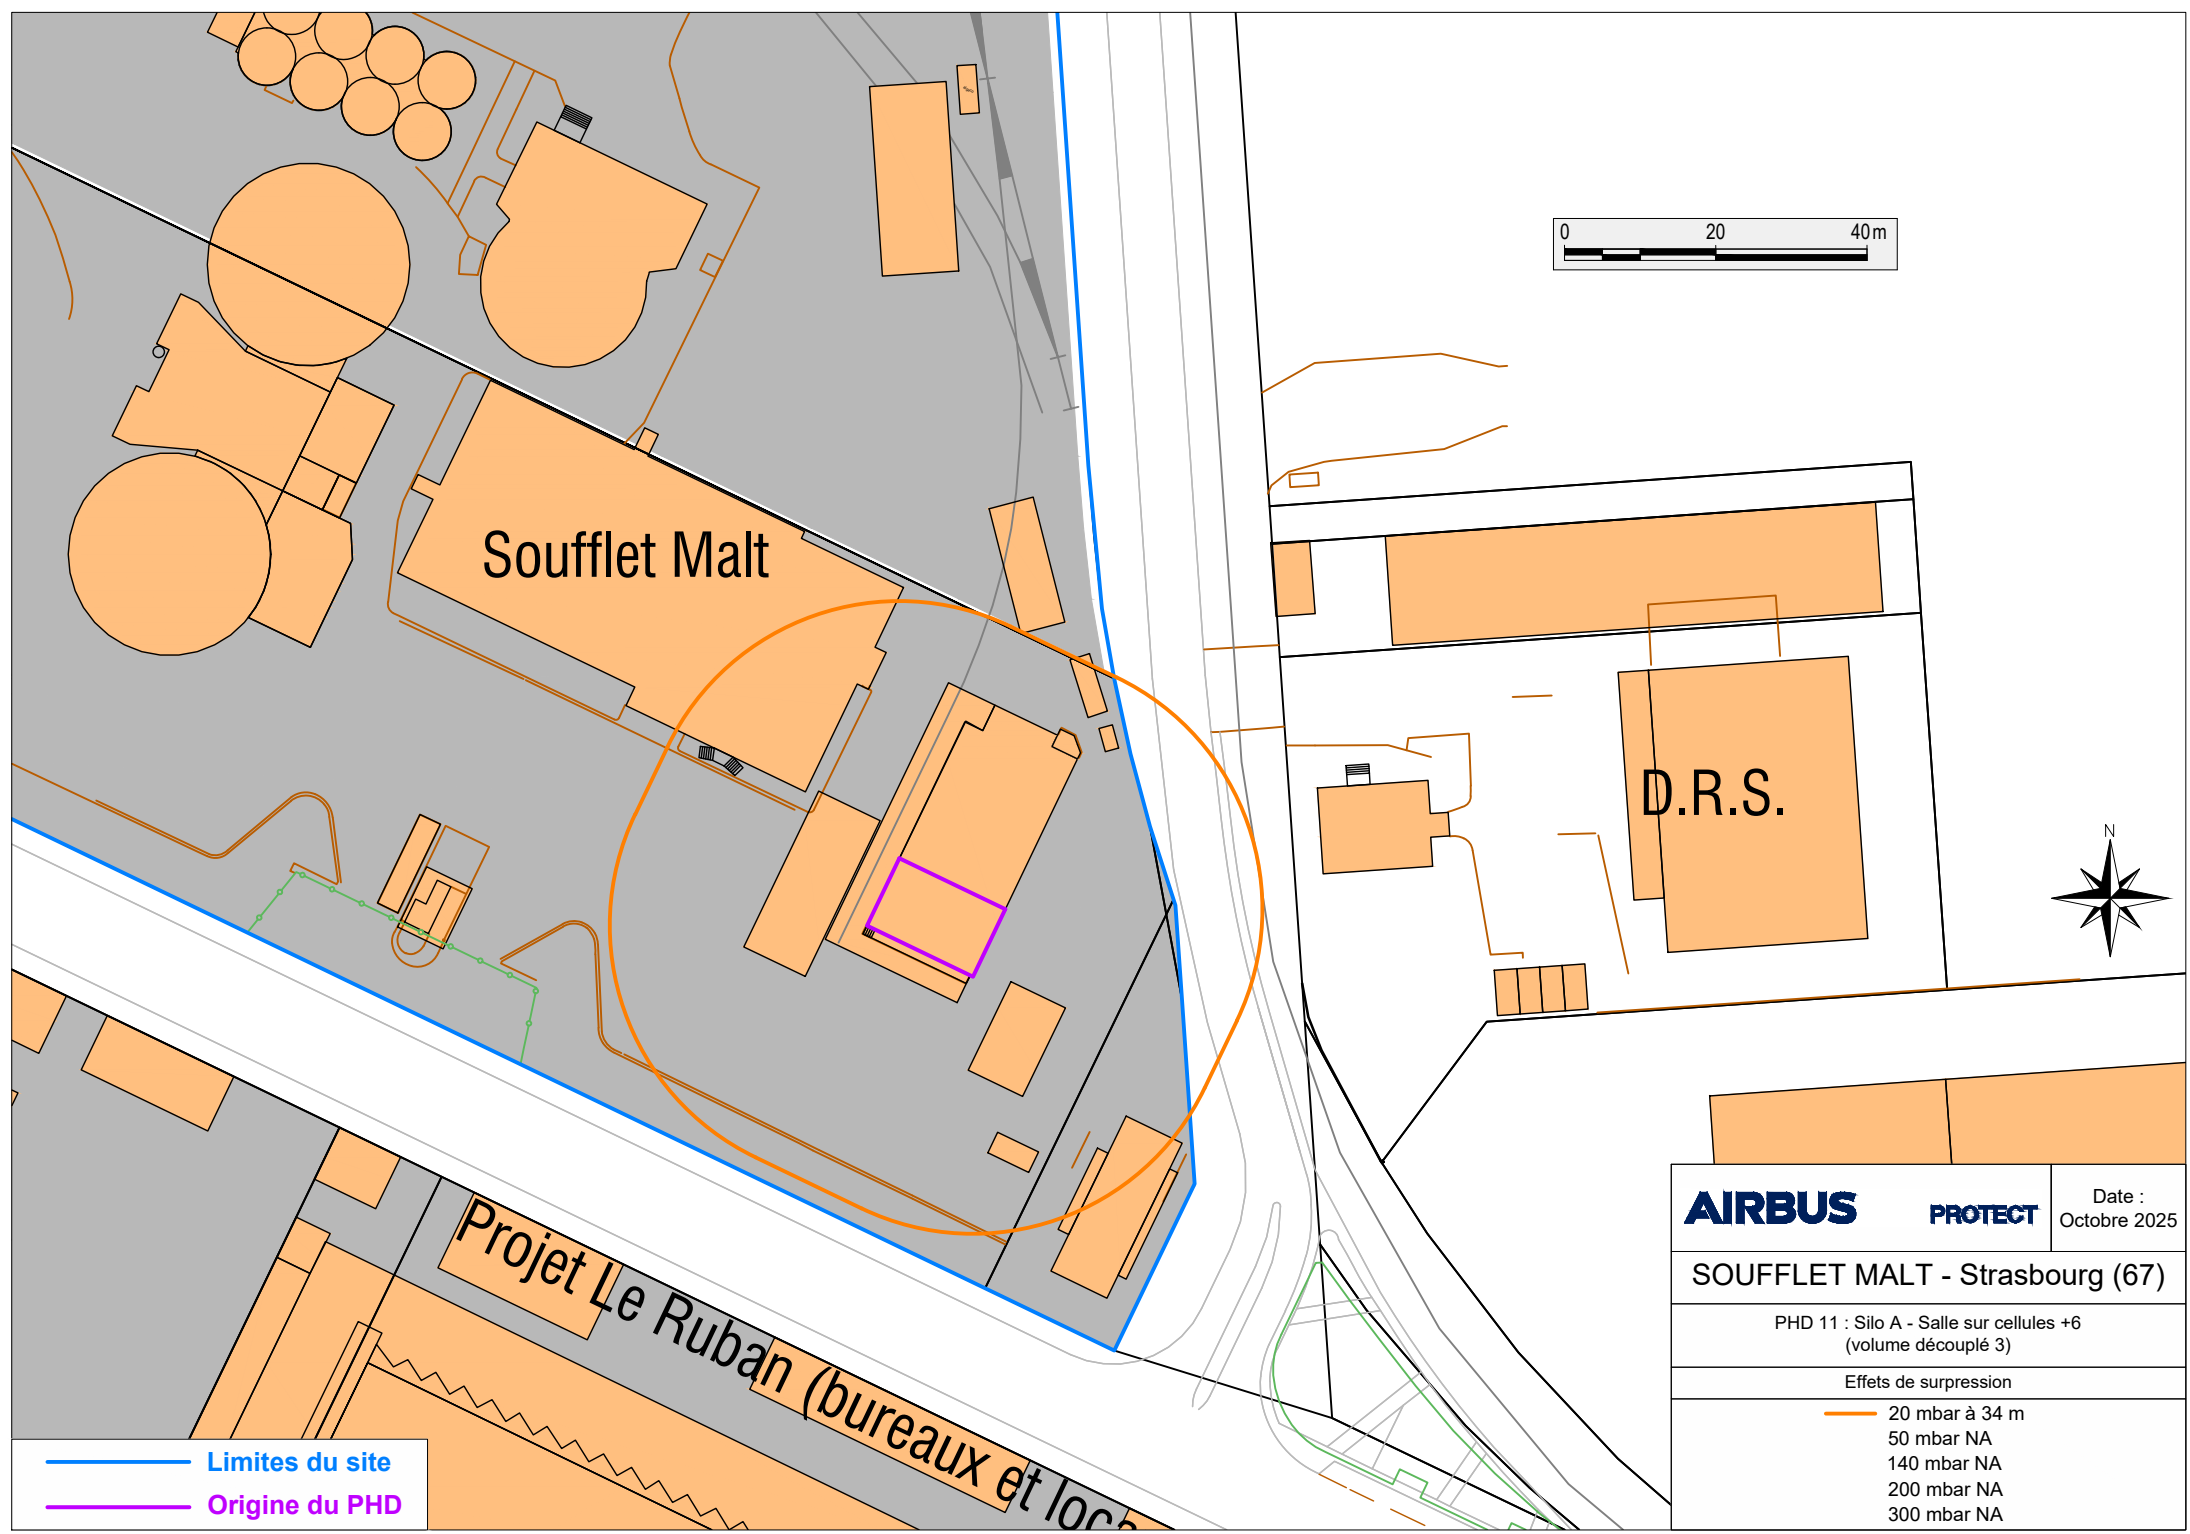 0 20 40 m
Soufflet Malt
D.R.S.
N
Projet Le Ruban (bureaux et loca
AIRBUS PROTECT
Date :
Octobre 2025
SOUFFLET MALT - Strasbourg (67)
PHD 11 : Silo A - Salle sur cellules +6
(volume découplé 3)
Effets de surpression
20 mbar à 34 m
50 mbar NA
140 mbar NA
200 mbar NA
300 mbar NA
Limites du site
Origine du PHD